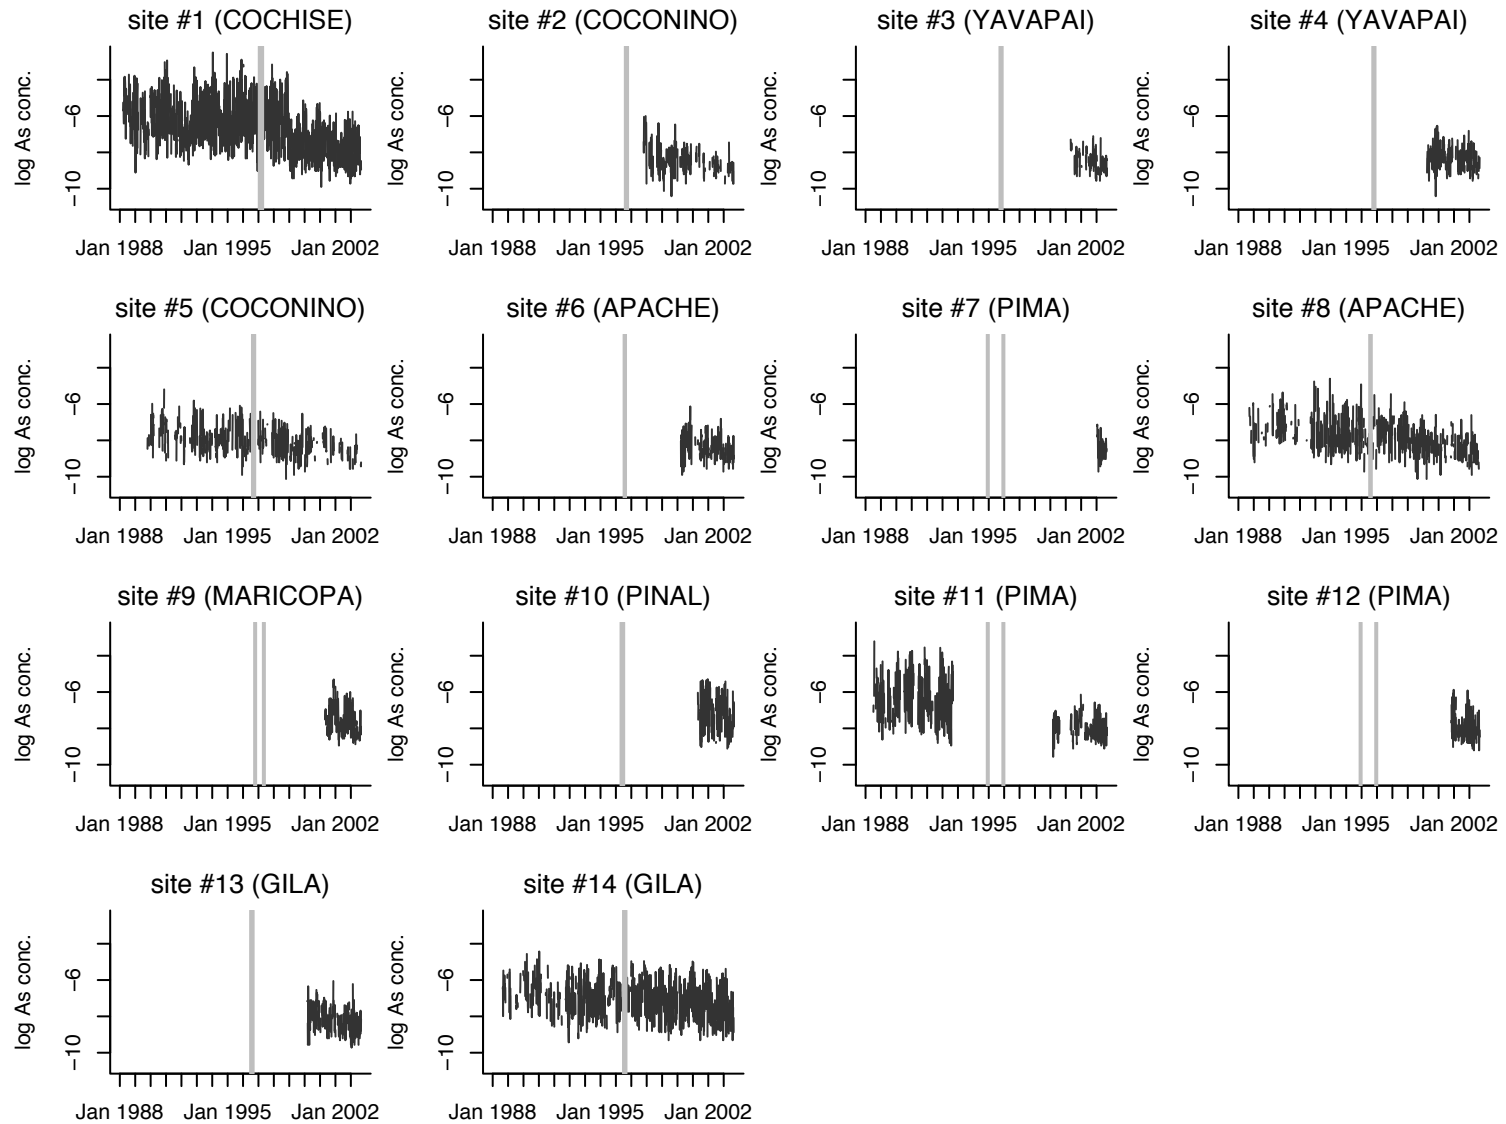 site #1 (COCHISE)
log As conc.
−6
−10
Jan 1988 Jan 1995 Jan 2002
site #2 (COCONINO)
log As conc.
−6
−10
Jan 1988 Jan 1995 Jan 2002
site #3 (YAVAPAI)
log As conc.
−6
−10
Jan 1988 Jan 1995 Jan 2002
site #4 (YAVAPAI)
log As conc.
−6
−10
Jan 1988 Jan 1995 Jan 2002
site #5 (COCONINO)
log As conc.
−6
−10
Jan 1988 Jan 1995 Jan 2002
site #6 (APACHE)
log As conc.
−6
−10
Jan 1988 Jan 1995 Jan 2002
site #7 (PIMA)
log As conc.
−6
−10
Jan 1988 Jan 1995 Jan 2002
site #8 (APACHE)
log As conc.
−6
−10
Jan 1988 Jan 1995 Jan 2002
site #9 (MARICOPA)
log As conc.
−6
−10
Jan 1988 Jan 1995 Jan 2002
site #10 (PINAL)
log As conc.
−6
−10
Jan 1988 Jan 1995 Jan 2002
site #11 (PIMA)
log As conc.
−6
−10
Jan 1988 Jan 1995 Jan 2002
site #12 (PIMA)
log As conc.
−6
−10
Jan 1988 Jan 1995 Jan 2002
site #13 (GILA)
log As conc.
−6
−10
Jan 1988 Jan 1995 Jan 2002
site #14 (GILA)
log As conc.
−6
−10
Jan 1988 Jan 1995 Jan 2002